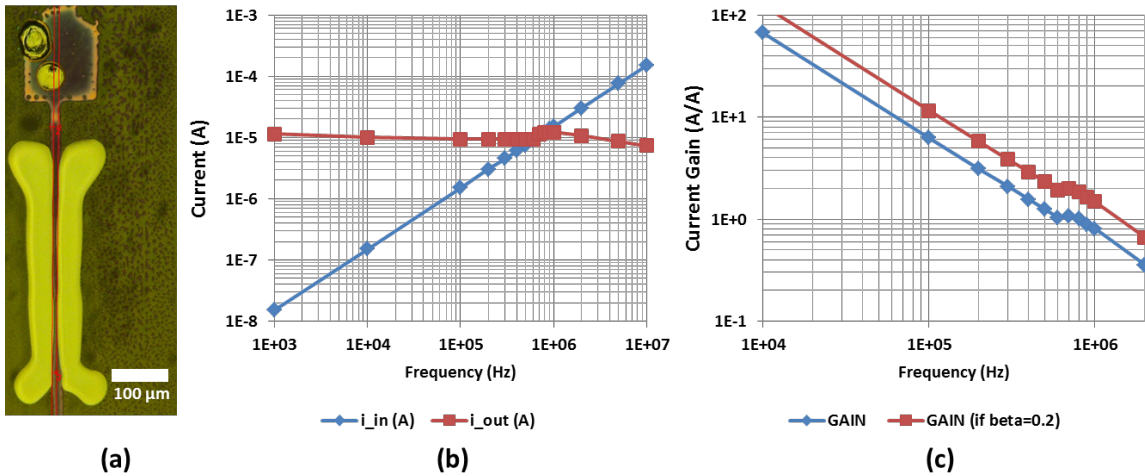 100 µm
(a)
Current (A)
1E-3
1E-4
1E-5
1E-6
1E-7
1E-8
1E+03
1E+04
1E+05
1E+06
1E+07
Frequency (Hz)
i_in (A)
i_out (A)
(b)
Current Gain (A/A)
1E+2
1E+1
1E+0
1E-1
1E+04
1E+05
1E+06
Frequency (Hz)
GAIN
GAIN (if beta=0.2)
(c)